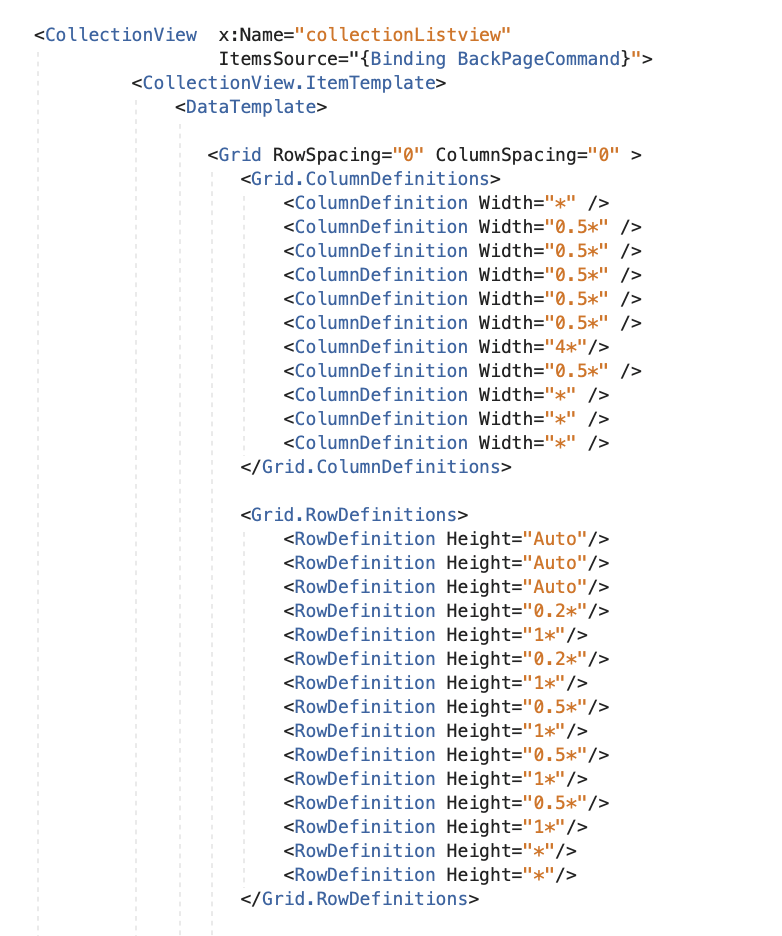 <CollectionView  x:Name="collectionListview"
                 ItemsSource="{Binding BackPageCommand}">
         <CollectionView.ItemTemplate>
             <DataTemplate>

                <Grid RowSpacing="0" ColumnSpacing="0" >
                   <Grid.ColumnDefinitions>
                       <ColumnDefinition Width="*" />
                       <ColumnDefinition Width="0.5*" />
                       <ColumnDefinition Width="0.5*" />
                       <ColumnDefinition Width="0.5*" />
                       <ColumnDefinition Width="0.5*" />
                       <ColumnDefinition Width="0.5*" />
                       <ColumnDefinition Width="4*"/>
                       <ColumnDefinition Width="0.5*" />
                       <ColumnDefinition Width="*" />
                       <ColumnDefinition Width="*" />
                       <ColumnDefinition Width="*" />
                   </Grid.ColumnDefinitions>

                   <Grid.RowDefinitions>
                       <RowDefinition Height="Auto"/>
                       <RowDefinition Height="Auto"/>
                       <RowDefinition Height="Auto"/>
                       <RowDefinition Height="0.2*"/>
                       <RowDefinition Height="1*"/>
                       <RowDefinition Height="0.2*"/>
                       <RowDefinition Height="1*"/>
                       <RowDefinition Height="0.5*"/>
                       <RowDefinition Height="1*"/>
                       <RowDefinition Height="0.5*"/>
                       <RowDefinition Height="1*"/>
                       <RowDefinition Height="0.5*"/>
                       <RowDefinition Height="1*"/>
                       <RowDefinition Height="*"/>
                       <RowDefinition Height="*"/>
                   </Grid.RowDefinitions>